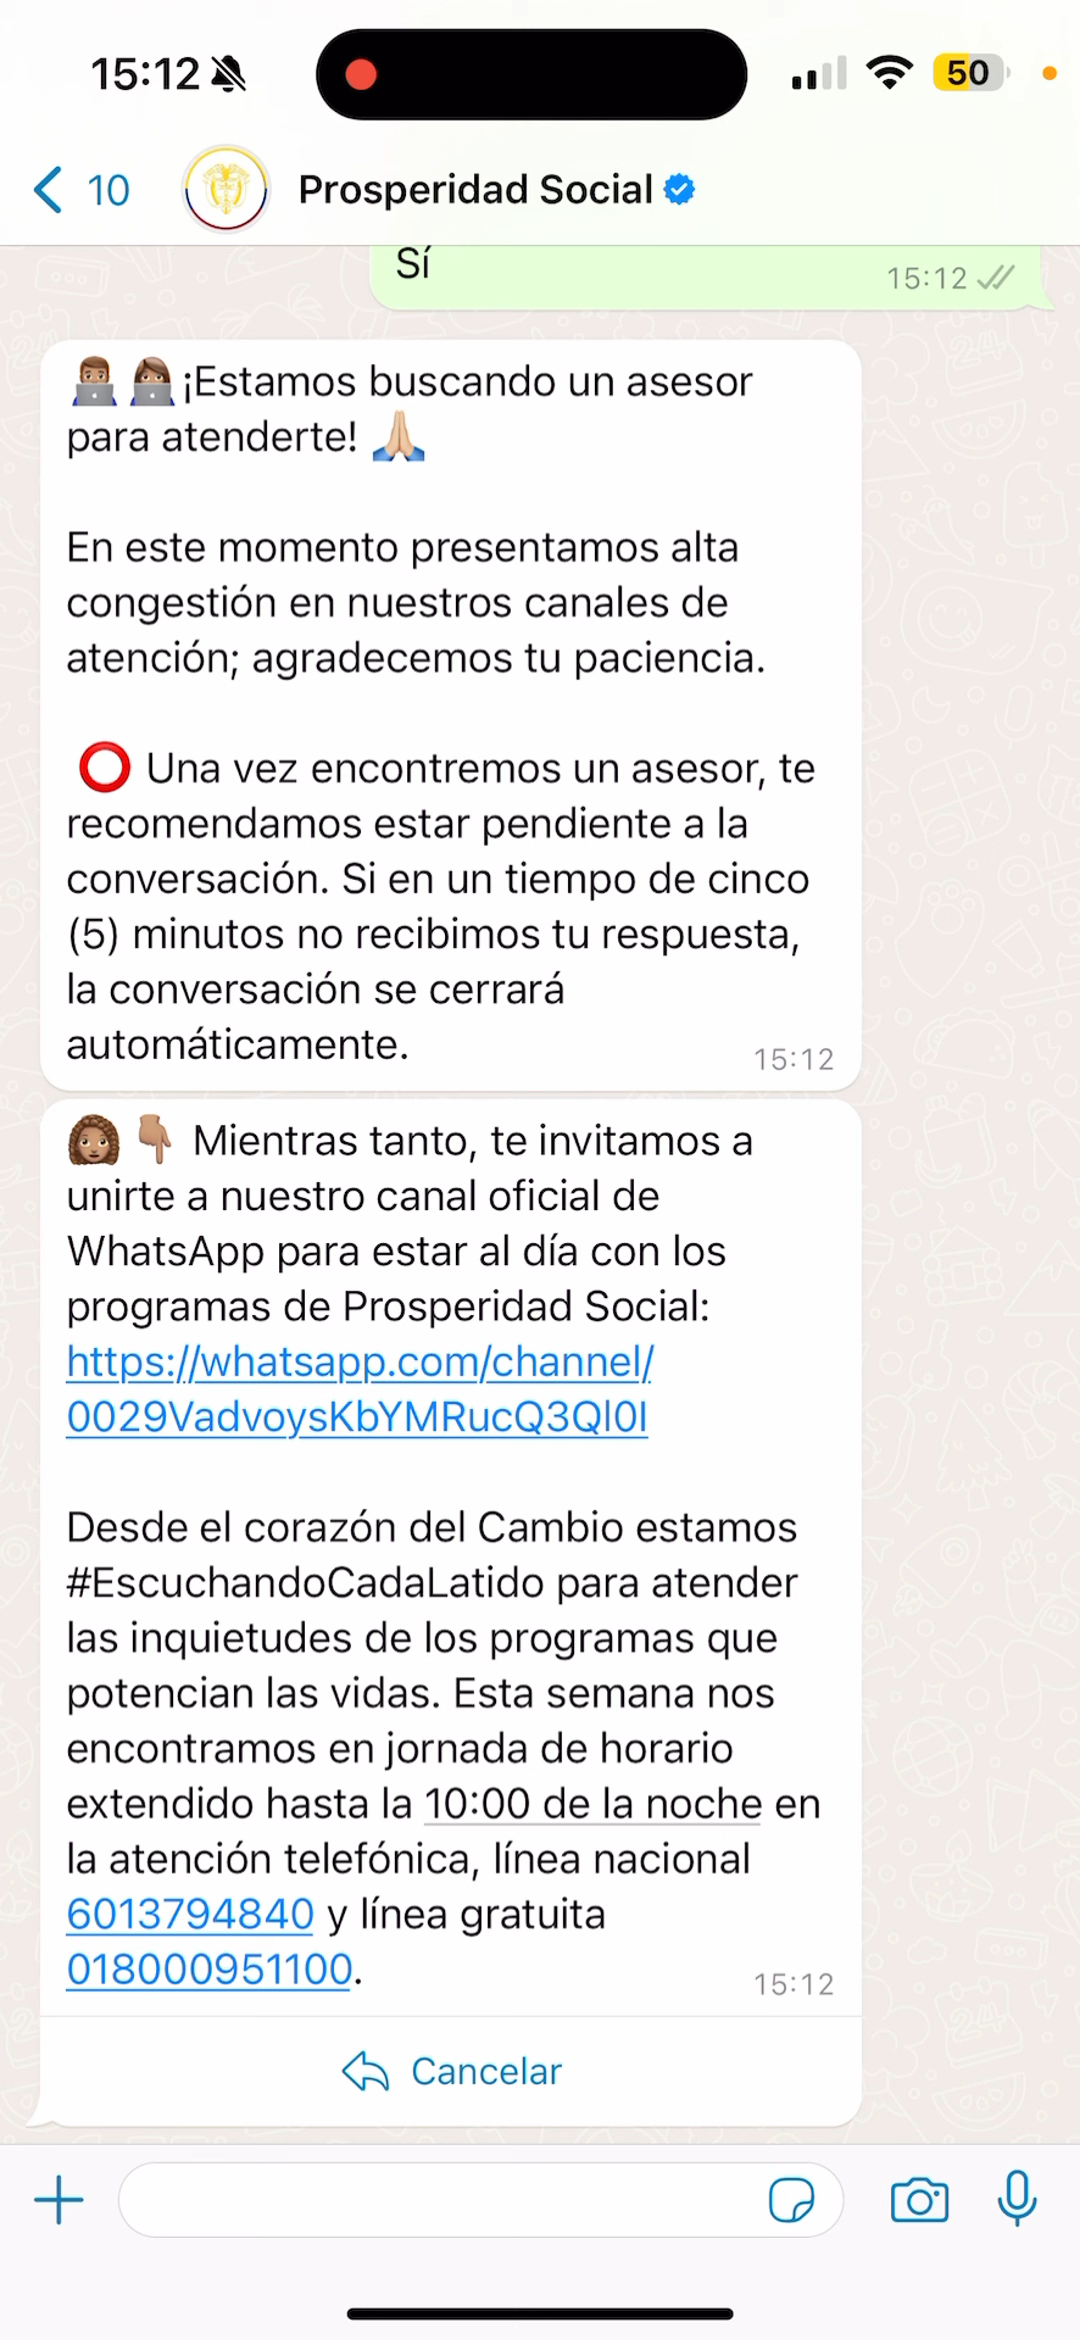 15:12
50
10
Prosperidad Social
Sí
15:12
¡Estamos buscando un asesor
para atenderte!
En este momento presentamos alta
congestión en nuestros canales de
atención; agradecemos tu paciencia.
Una vez encontremos un asesor, te
recomendamos estar pendiente a la
conversación. Si en un tiempo de cinco
(5) minutos no recibimos tu respuesta,
la conversación se cerrará
automáticamente.
15:12
Mientras tanto, te invitamos a
unirte a nuestro canal oficial de
WhatsApp para estar al día con los
programas de Prosperidad Social:
https://whatsapp.com/channel/
0029VadvoysKbYMRucQ3Ql0I
Desde el corazón del Cambio estamos
#EscuchandoCadaLatido para atender
las inquietudes de los programas que
potencian las vidas. Esta semana nos
encontramos en jornada de horario
extendido hasta la 10:00 de la noche en
la atención telefónica, línea nacional
6013794840 y línea gratuita
018000951100.
15:12
Cancelar